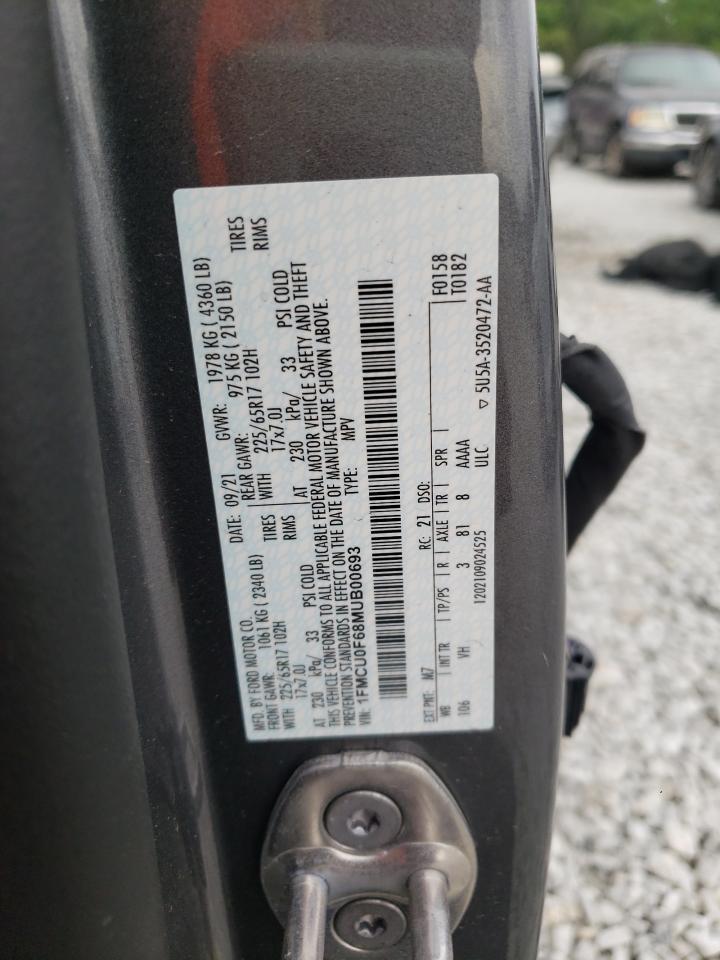 MFD. BY FORD MOTOR CO.
DATE: 09/21 GVWR: 1978 KG ( 4360 LB)
FRONT GAWR: 1061 KG ( 2340 LB) REAR GAWR: 975 KG ( 2150 LB)
WITH 225/65R17 102H TIRES WITH 225/65R17 102H TIRES
17x7.0J RIMS 17x7.0J RIMS
AT 230 kPa/ 33 PSI COLD AT 230 kPa/ 33 PSI COLD
THIS VEHICLE CONFORMS TO ALL APPLICABLE FEDERAL MOTOR VEHICLE SAFETY AND THEFT
PREVENTION STANDARDS IN EFFECT ON THE DATE OF MANUFACTURE SHOWN ABOVE.
VIN: 1FMCU0F68MUB00693 TYPE: MPV
F0158
T0182
EXT PNT: M7 RC: 21 DSO:
WB INT TR TP/PS R AXLE TR SPR
106 VH 3 81 8 AAAA
1202109024525 ULC ▽ 5U5A-3520472-AA